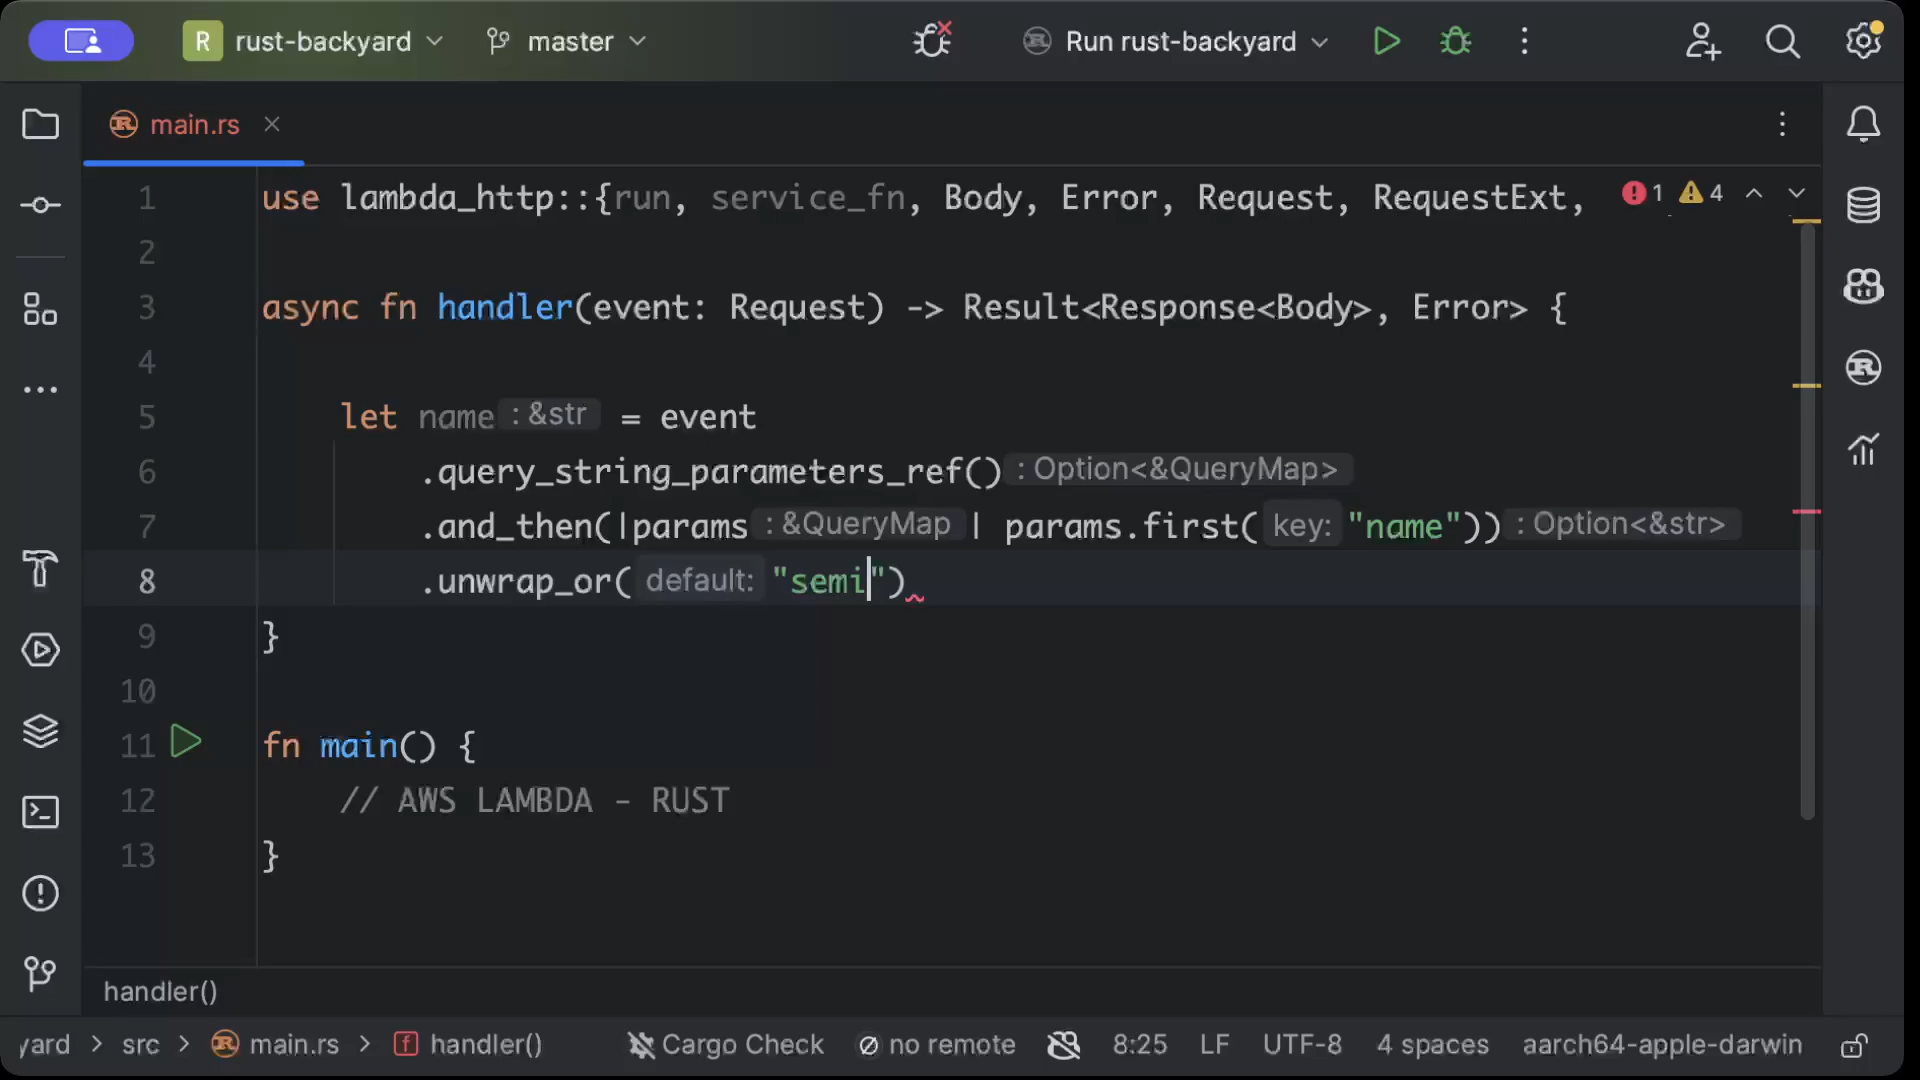 R rust-backyard master Run rust-backyard
main.rs
1 use lambda_http::{run, service_fn, Body, Error, Request, RequestExt, 1 4
2
3 async fn handler(event: Request) -> Result<Response<Body>, Error> {
4
5 let name : &str = event
6 .query_string_parameters_ref() : Option<&QueryMap>
7 .and_then(|params : &QueryMap | params.first( key: "name")) : Option<&str>
8 .unwrap_or( default: "semi")
9 }
10
11 fn main() {
12 // AWS LAMBDA - RUST
13 }
handler()
yard > src > main.rs > f handler() Cargo Check no remote 8:25 LF UTF-8 4 spaces aarch64-apple-darwin